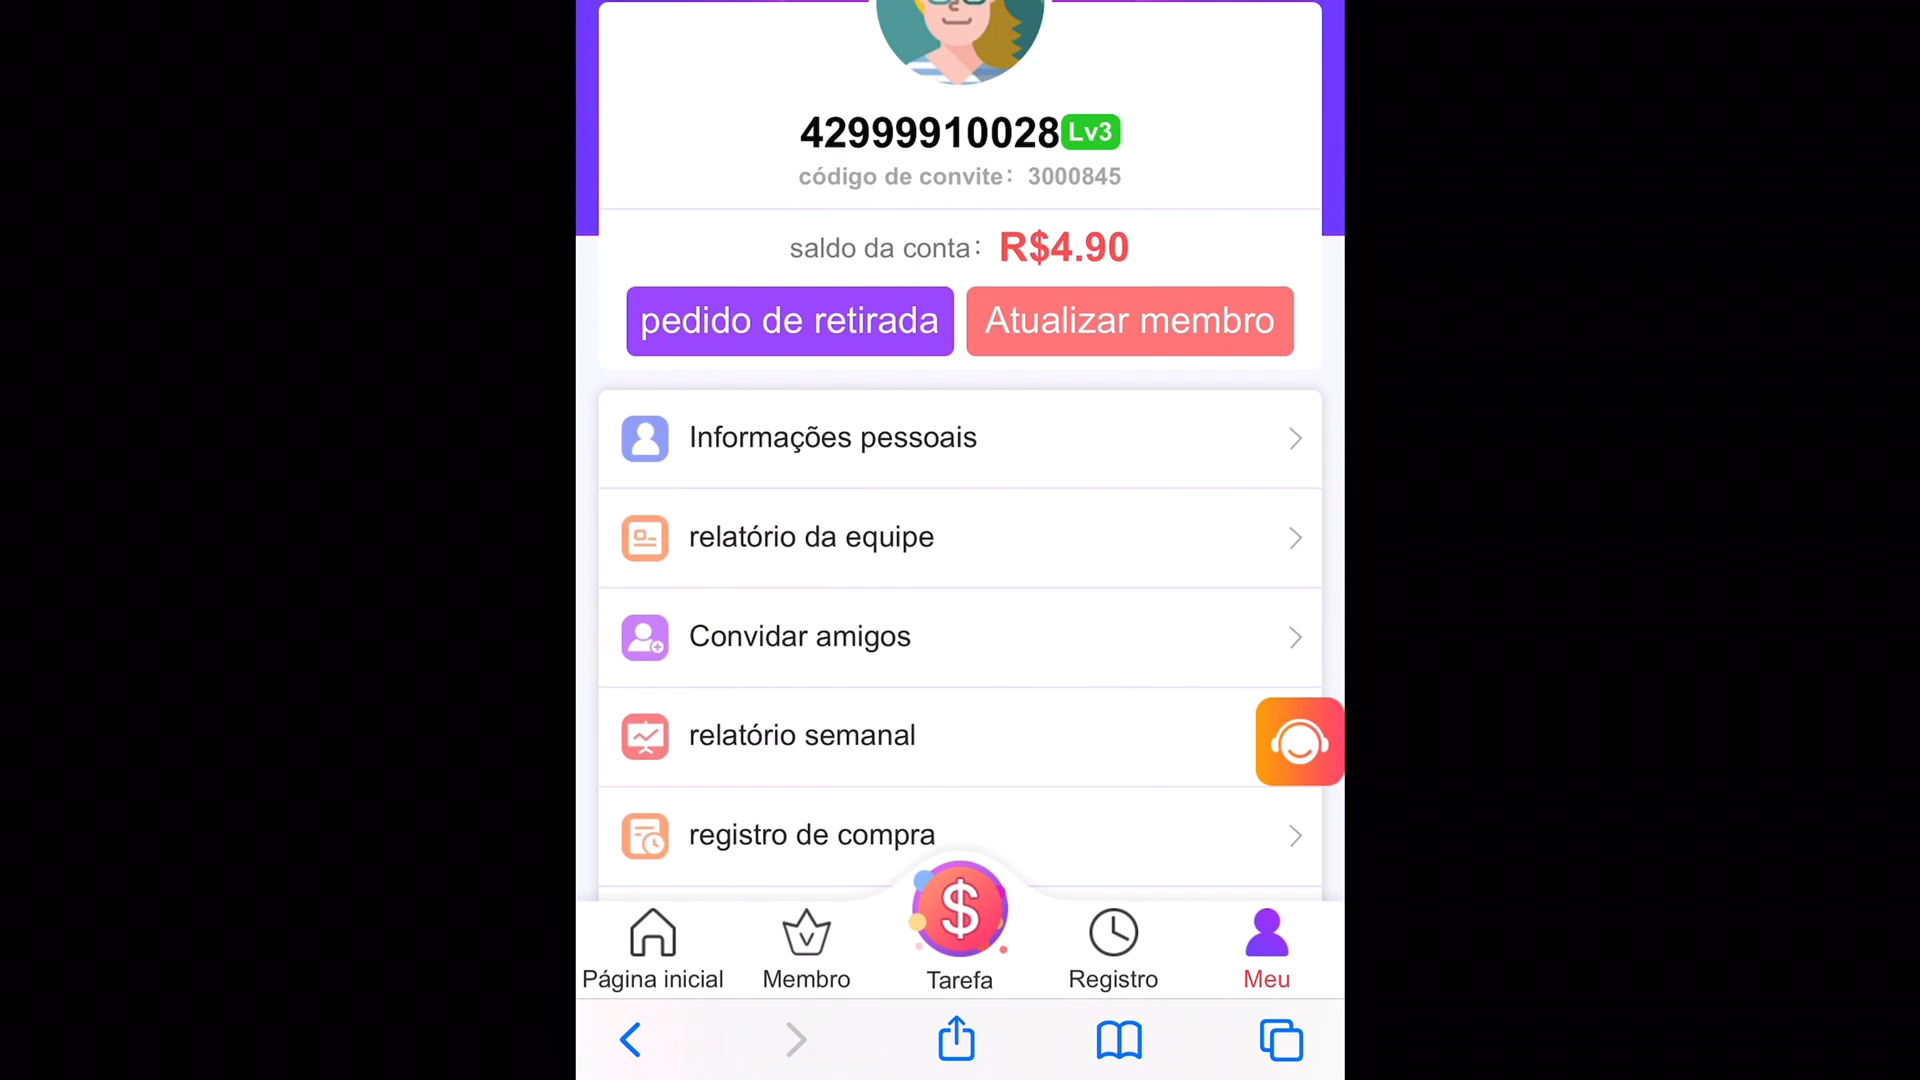 42999910028 Lv3
código de convite: 3000845
saldo da conta: R$4.90
pedido de retirada Atualizar membro
Informações pessoais
relatório da equipe
Convidar amigos
relatório semanal
registro de compra
Página inicial Membro Tarefa Registro Meu